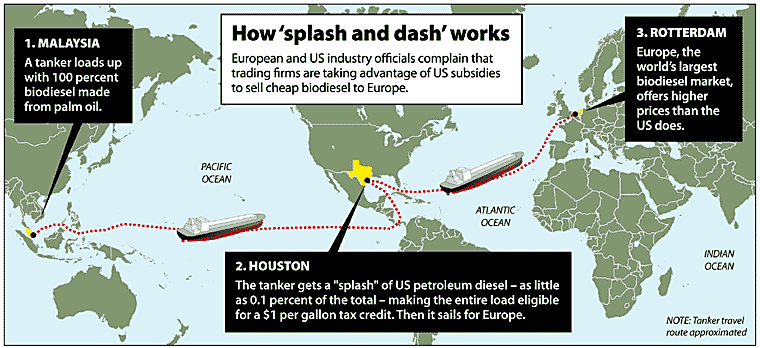 How 'splash and dash' works
European and US industry officials complain that
trading firms are taking advantage of US subsidies
to sell cheap biodiesel to Europe.
1. MALAYSIA
A tanker loads up
with 100 percent
biodiesel made
from palm oil.
3. ROTTERDAM
Europe, the
world's largest
biodiesel market,
offers higher
prices than the
US does.
PACIFIC
OCEAN
ATLANTIC
OCEAN
INDIAN
OCEAN
2. HOUSTON
The tanker gets a "splash" of US petroleum diesel – as little
as 0.1 percent of the total – making the entire load eligible
for a $1 per gallon tax credit. Then it sails for Europe.
NOTE: Tanker travel
route approximated